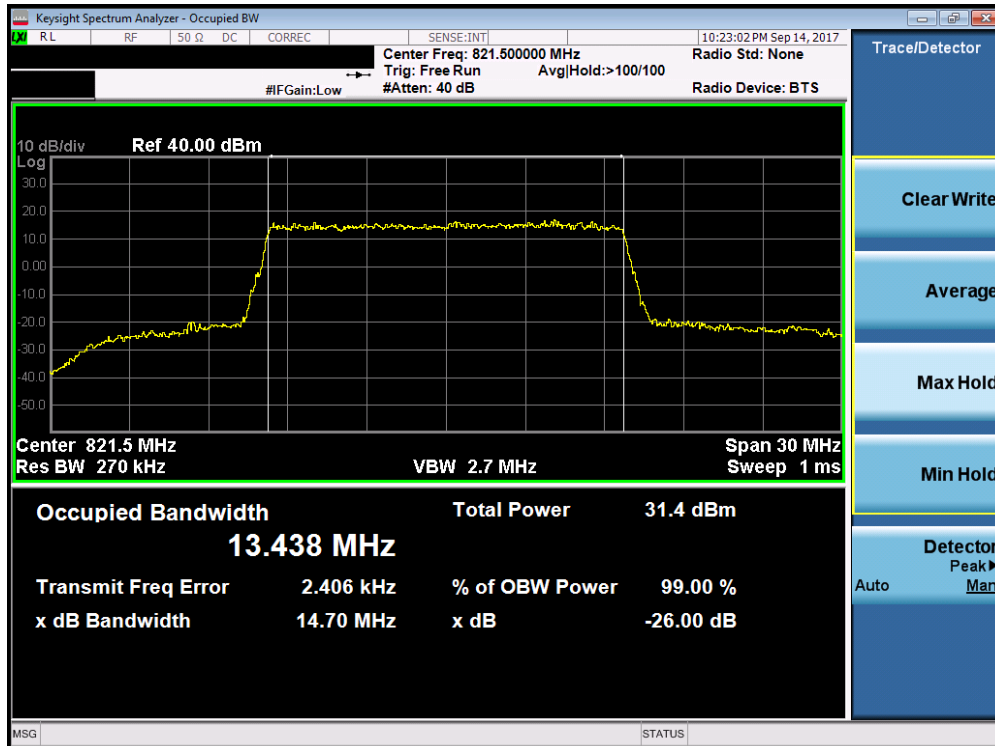 Keysight Spectrum Analyzer - Occupied BW
LXI RL RF 50 Ω DC CORREC SENSE:INT 10:23:02 PM Sep 14, 2017
Center Freq: 821.500000 MHz Radio Std: None
Trig: Free Run Avg|Hold:>100/100
#IFGain:Low #Atten: 40 dB Radio Device: BTS
10 dB/div Ref 40.00 dBm
Log
30.0
20.0
10.0
0.00
-10.0
-20.0
-30.0
-40.0
-50.0
Center 821.5 MHz Span 30 MHz
Res BW 270 kHz VBW 2.7 MHz Sweep 1 ms
Occupied Bandwidth Total Power 31.4 dBm
13.438 MHz
Transmit Freq Error 2.406 kHz % of OBW Power 99.00 %
x dB Bandwidth 14.70 MHz x dB -26.00 dB
MSG STATUS
Trace/Detector
Clear Write
Average
Max Hold
Min Hold
Detector
Peak▶
Auto Man